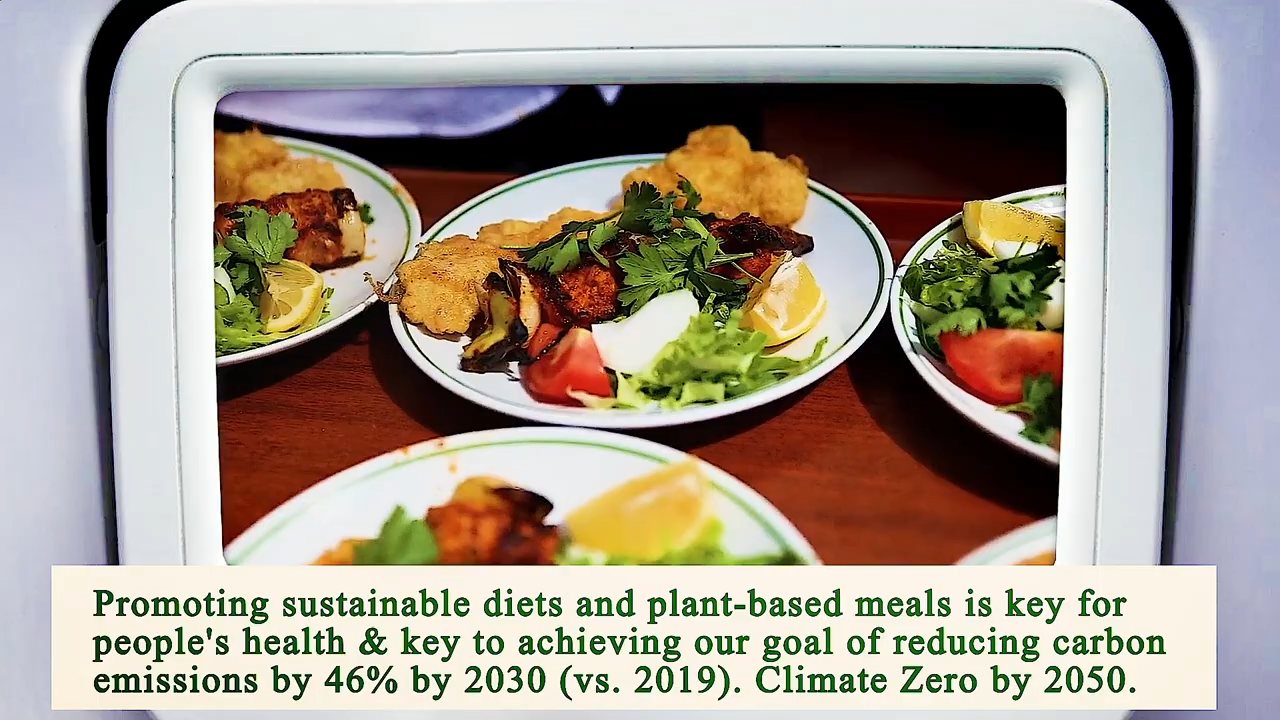 Promoting sustainable diets and plant-based meals is key for
people's health & key to achieving our goal of reducing carbon
emissions by 46% by 2030 (vs. 2019). Climate Zero by 2050.